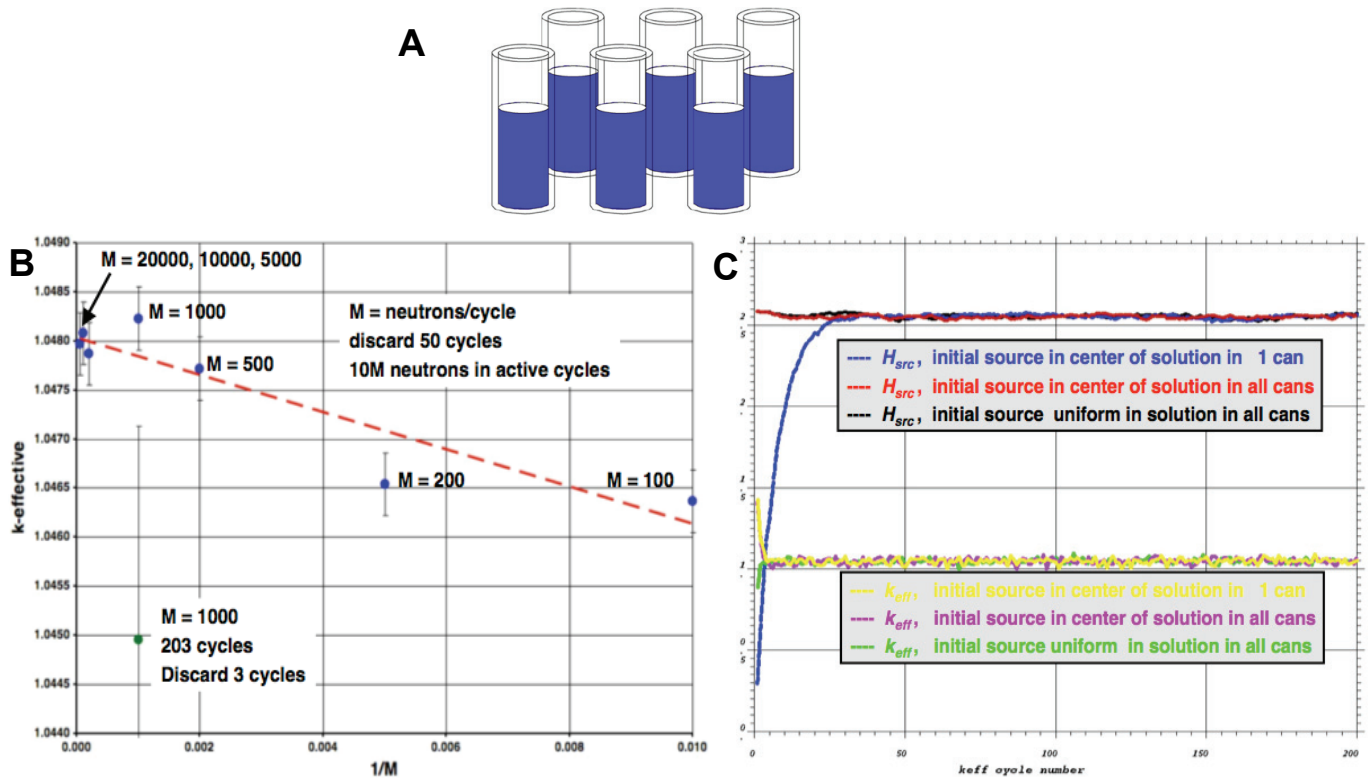 A
B
1.0490
1.0485
1.0480
1.0475
1.0470
1.0465
1.0460
1.0455
1.0450
1.0445
1.0440
k-effective
M = 20000, 10000, 5000
M = 1000
M = 500
M = neutrons/cycle
discard 50 cycles
10M neutrons in active cycles
M = 200
M = 100
M = 1000
203 cycles
Discard 3 cycles
0.000
0.002
0.004
0.006
0.008
0.010
1/M
C
3
.
2
.5
2
.
1
.5
1
.
0
.5
0
.
Hsrc, initial source in center of solution in 1 can
Hsrc, initial source in center of solution in all cans
Hsrc, initial source uniform in solution in all cans
keff, initial source in center of solution in 1 can
keff, initial source in center of solution in all cans
keff, initial source uniform in solution in all cans
0
50
100
150
200
keff cycle number